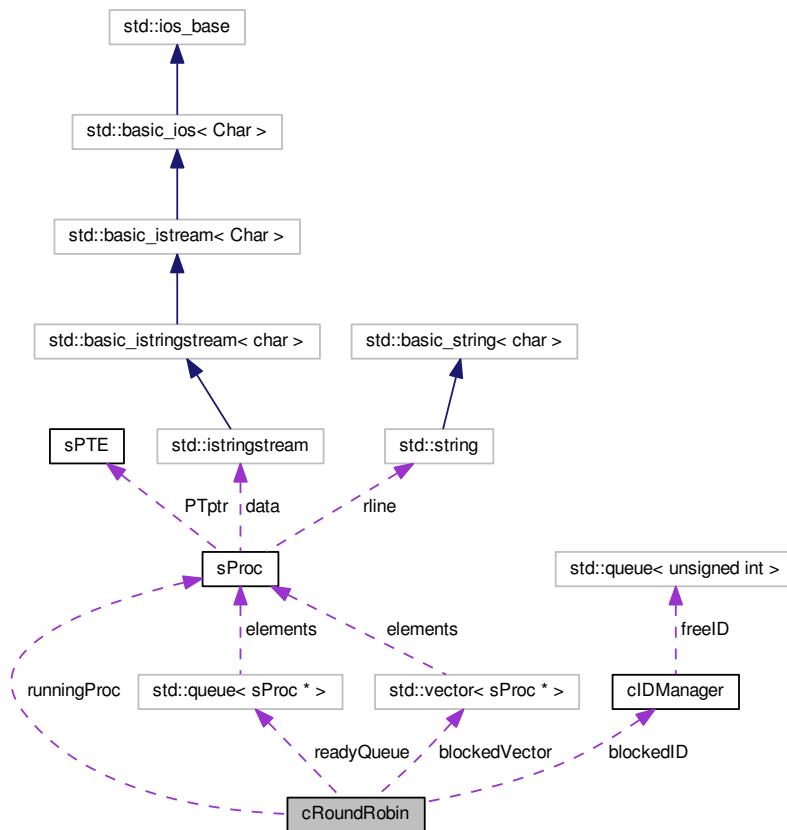 std::ios_base
std::basic_ios< Char >
std::basic_istream< Char >
std::basic_istringstream< char >
std::basic_string< char >
sPTE
std::istringstream
std::string
PTptr
data
rline
sProc
std::queue< unsigned int >
elements
elements
freeID
runningProc
std::queue< sProc * >
std::vector< sProc * >
cIDManager
readyQueue
blockedVector
blockedID
cRoundRobin